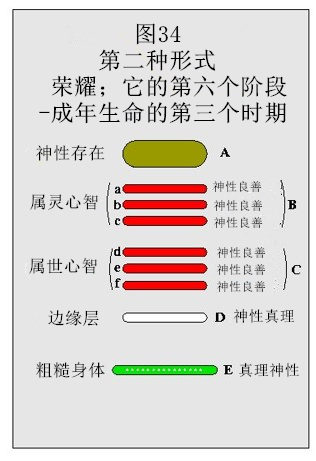 图34
第二种形式
荣耀；它的第六个阶段
-成年生命的第三个时期
神性存在 A
a 神性良善
属灵心智 b 神性良善 B
c 神性良善
d 神性良善
属世心智 e 神性良善 C
f 神性良善
边缘层 D 神性真理
粗糙身体 E 真理神性